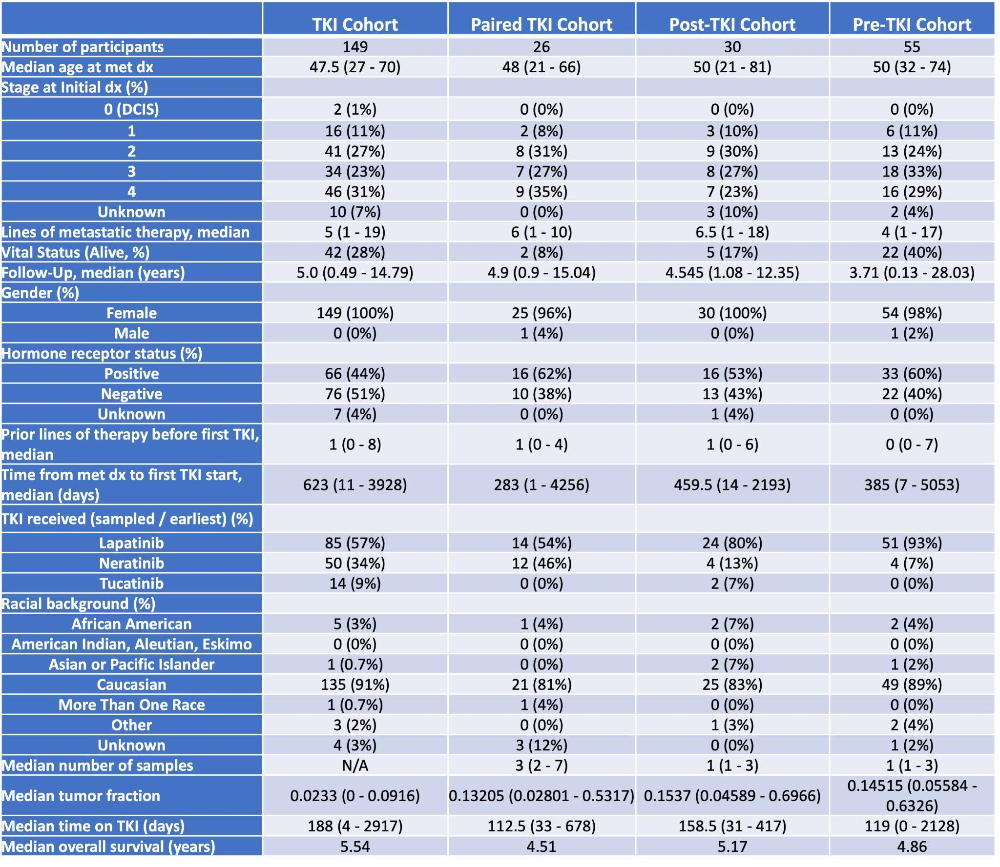 TKI Cohort Paired TKI Cohort Post-TKI Cohort Pre-TKI Cohort
Number of participants 149 26 30 55
Median age at met dx 47.5 (27 - 70) 48 (21 - 66) 50 (21 - 81) 50 (32 - 74)
Stage at Initial dx (%)
0 (DCIS) 2 (1%) 0 (0%) 0 (0%) 0 (0%)
1 16 (11%) 2 (8%) 3 (10%) 6 (11%)
2 41 (27%) 8 (31%) 9 (30%) 13 (24%)
3 34 (23%) 7 (27%) 8 (27%) 18 (33%)
4 46 (31%) 9 (35%) 7 (23%) 16 (29%)
Unknown 10 (7%) 0 (0%) 3 (10%) 2 (4%)
Lines of metastatic therapy, median 5 (1 - 19) 6 (1 - 10) 6.5 (1 - 18) 4 (1 - 17)
Vital Status (Alive, %) 42 (28%) 2 (8%) 5 (17%) 22 (40%)
Follow-Up, median (years) 5.0 (0.49 - 14.79) 4.9 (0.9 - 15.04) 4.545 (1.08 - 12.35) 3.71 (0.13 - 28.03)
Gender (%)
Female 149 (100%) 25 (96%) 30 (100%) 54 (98%)
Male 0 (0%) 1 (4%) 0 (0%) 1 (2%)
Hormone receptor status (%)
Positive 66 (44%) 16 (62%) 16 (53%) 33 (60%)
Negative 76 (51%) 10 (38%) 13 (43%) 22 (40%)
Unknown 7 (4%) 0 (0%) 1 (4%) 0 (0%)
Prior lines of therapy before first TKI,
median 1 (0 - 8) 1 (0 - 4) 1 (0 - 6) 0 (0 - 7)
Time from met dx to first TKI start,
median (days) 623 (11 - 3928) 283 (1 - 4256) 459.5 (14 - 2193) 385 (7 - 5053)
TKI received (sampled / earliest) (%)
Lapatinib 85 (57%) 14 (54%) 24 (80%) 51 (93%)
Neratinib 50 (34%) 12 (46%) 4 (13%) 4 (7%)
Tucatinib 14 (9%) 0 (0%) 2 (7%) 0 (0%)
Racial background (%)
African American 5 (3%) 1 (4%) 2 (7%) 2 (4%)
American Indian, Aleutian, Eskimo 0 (0%) 0 (0%) 0 (0%) 0 (0%)
Asian or Pacific Islander 1 (0.7%) 0 (0%) 2 (7%) 1 (2%)
Caucasian 135 (91%) 21 (81%) 25 (83%) 49 (89%)
More Than One Race 1 (0.7%) 1 (4%) 0 (0%) 0 (0%)
Other 3 (2%) 0 (0%) 1 (3%) 2 (4%)
Unknown 4 (3%) 3 (12%) 0 (0%) 1 (2%)
Median number of samples N/A 3 (2 - 7) 1 (1 - 3) 1 (1 - 3)
Median tumor fraction 0.0233 (0 - 0.0916) 0.13205 (0.02801 - 0.5317) 0.1537 (0.04589 - 0.6966) 0.14515 (0.05584 -
0.6326)
Median time on TKI (days) 188 (4 - 2917) 112.5 (33 - 678) 158.5 (31 - 417) 119 (0 - 2128)
Median overall survival (years) 5.54 4.51 5.17 4.86